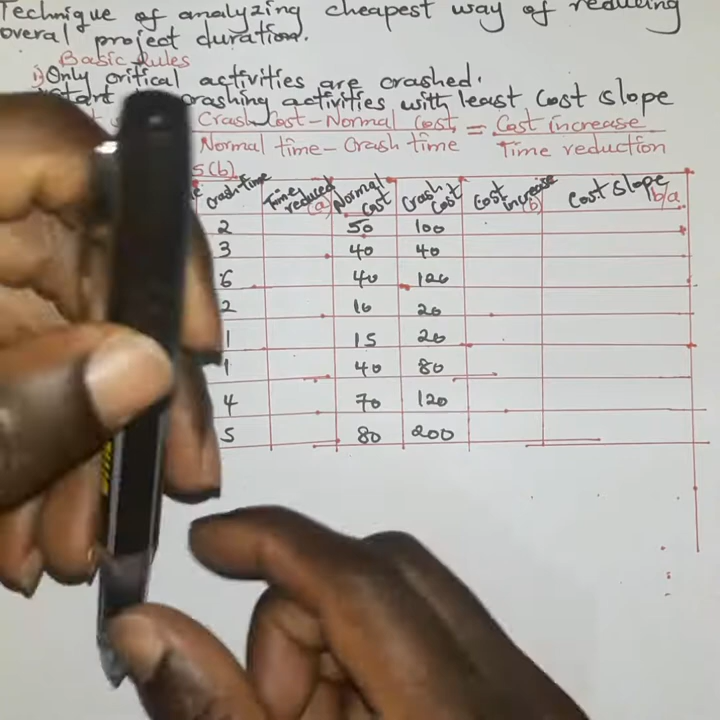 Technique of analyzing cheapest way of reducing
overal project duration.
Basic Rules
i) Only critical activities are crashed.
Start crashing activities with least cost slope
Crash Cost - Normal Cost = Cost increase
Normal time - Crash time Time reduction
s(b)
Crash time Time reduced (a) Normal cost Crash cost Cost increase (b) Cost slope b/a
2 50 100
3 40 40
6 40 120
2 10 20
1 15 20
1 40 80
4 70 120
5 80 200